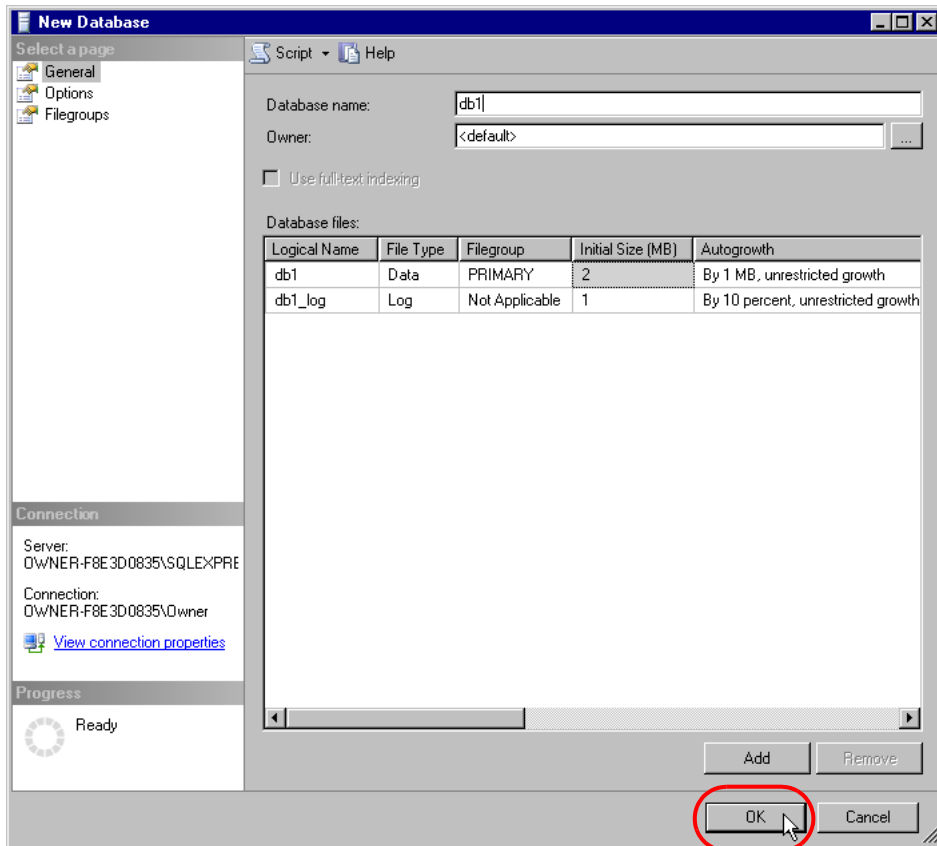 New Database
Select a page
General
Options
Filegroups
Script Help
Database name: db1
Owner: <default> ...
Use full-text indexing
Database files:
Logical Name File Type Filegroup Initial Size (MB) Autogrowth
db1 Data PRIMARY 2 By 1 MB, unrestricted growth
db1_log Log Not Applicable 1 By 10 percent, unrestricted growth
Connection
Server:
OWNER-F8E3D0835\SQLEXPRE
Connection:
OWNER-F8E3D0835\Owner
View connection properties
Progress
Ready
Add Remove
OK Cancel